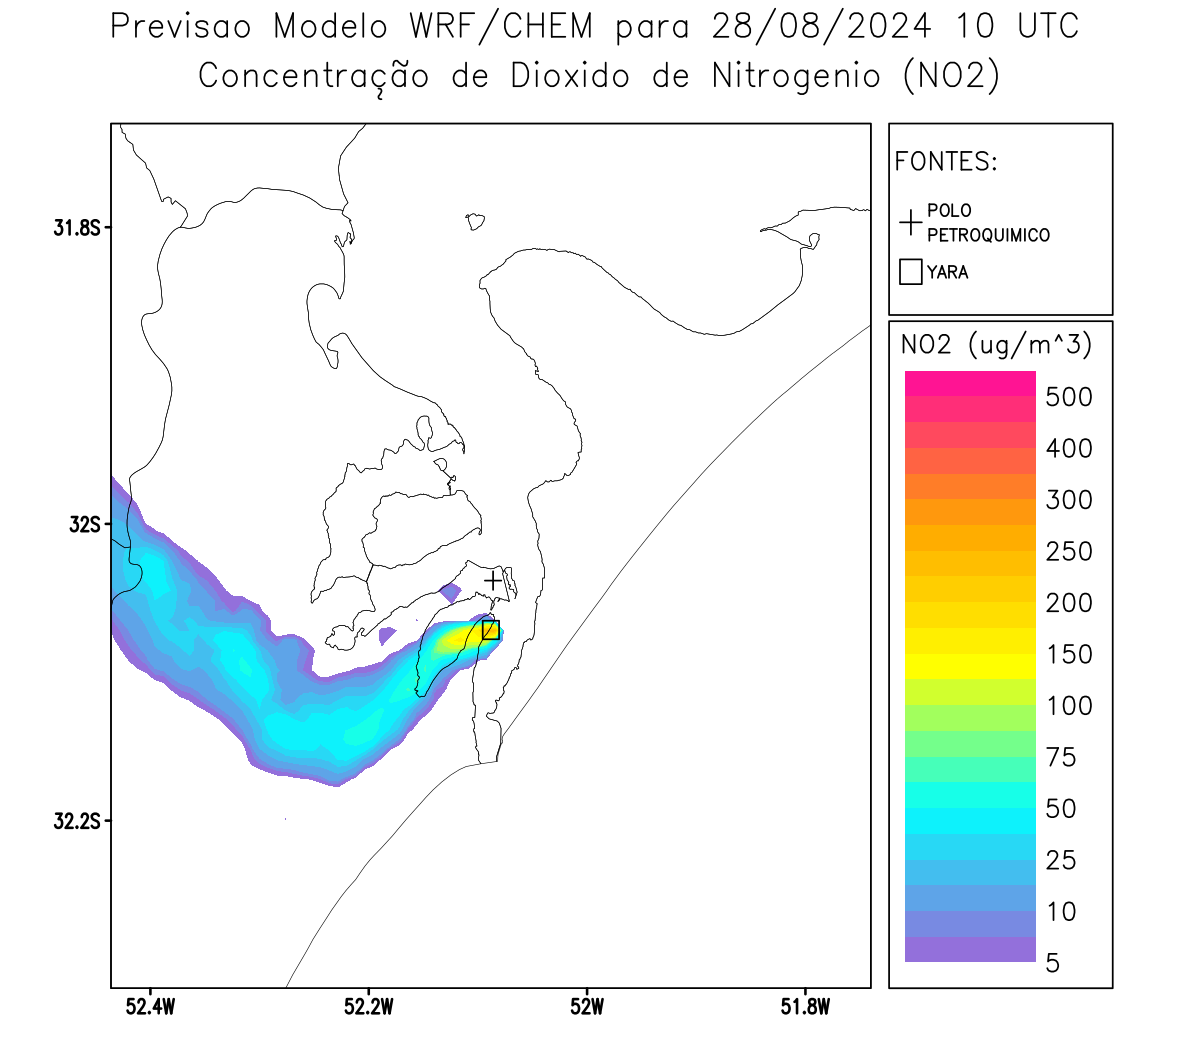 Previsao Modelo WRF/CHEM para 28/08/2024 10 UTC
Concentração de Dioxido de Nitrogenio (NO2)
FONTES:
POLO
PETROQUIMICO
YARA
NO2 (ug/m^3)
500
400
300
250
200
150
100
75
50
25
10
5
31.8S
32S
32.2S
52.4W
52.2W
52W
51.8W